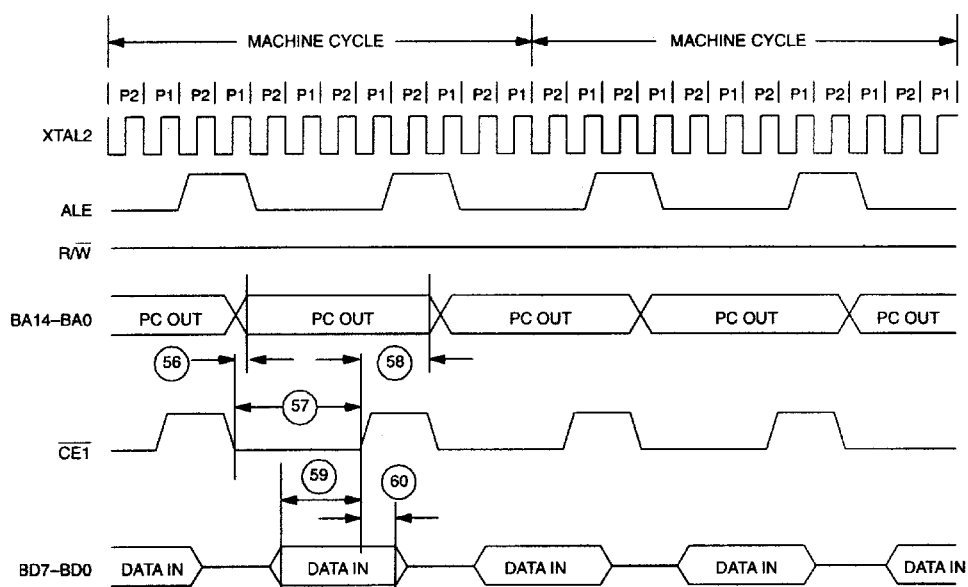 MACHINE CYCLE MACHINE CYCLE
P2 P1 P2 P1 P2 P1 P2 P1 P2 P1 P2 P1 P2 P1 P2 P1 P2 P1 P2 P1 P2 P1 P2 P1
XTAL2
ALE
R/W̅
BA14–BA0 PC OUT PC OUT PC OUT PC OUT PC OUT
56 58
57
C̅E̅1̅
59
60
BD7–BD0 DATA IN DATA IN DATA IN DATA IN DATA IN